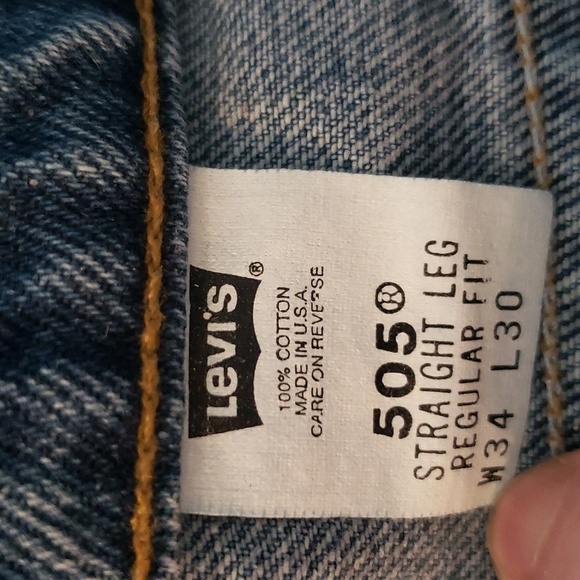 Levi's ®
100% COTTON
MADE IN U.S.A.
CARE ON REVERSE
505®
STRAIGHT LEG
REGULAR FIT
W34 L30